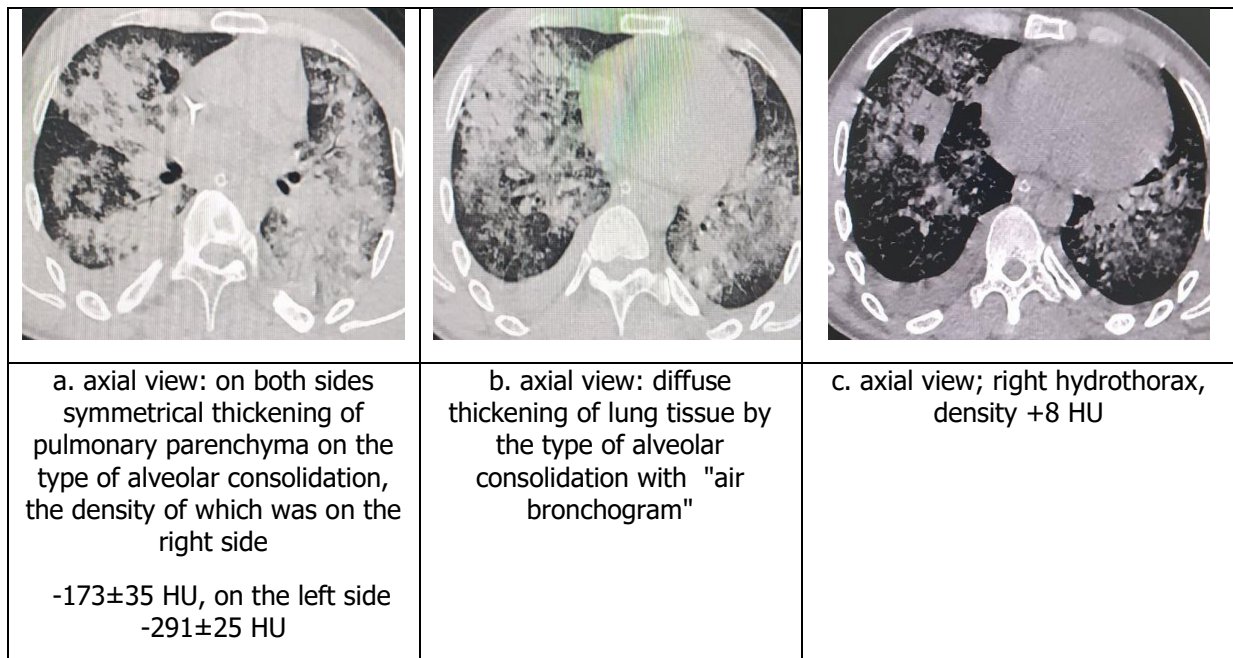 a. axial view: on both sides
symmetrical thickening of
pulmonary parenchyma on the
type of alveolar consolidation,
the density of which was on the
right side
-173±35 HU, on the left side
-291±25 HU
b. axial view: diffuse
thickening of lung tissue by
the type of alveolar
consolidation with "air
bronchogram"
c. axial view; right hydrothorax,
density +8 HU